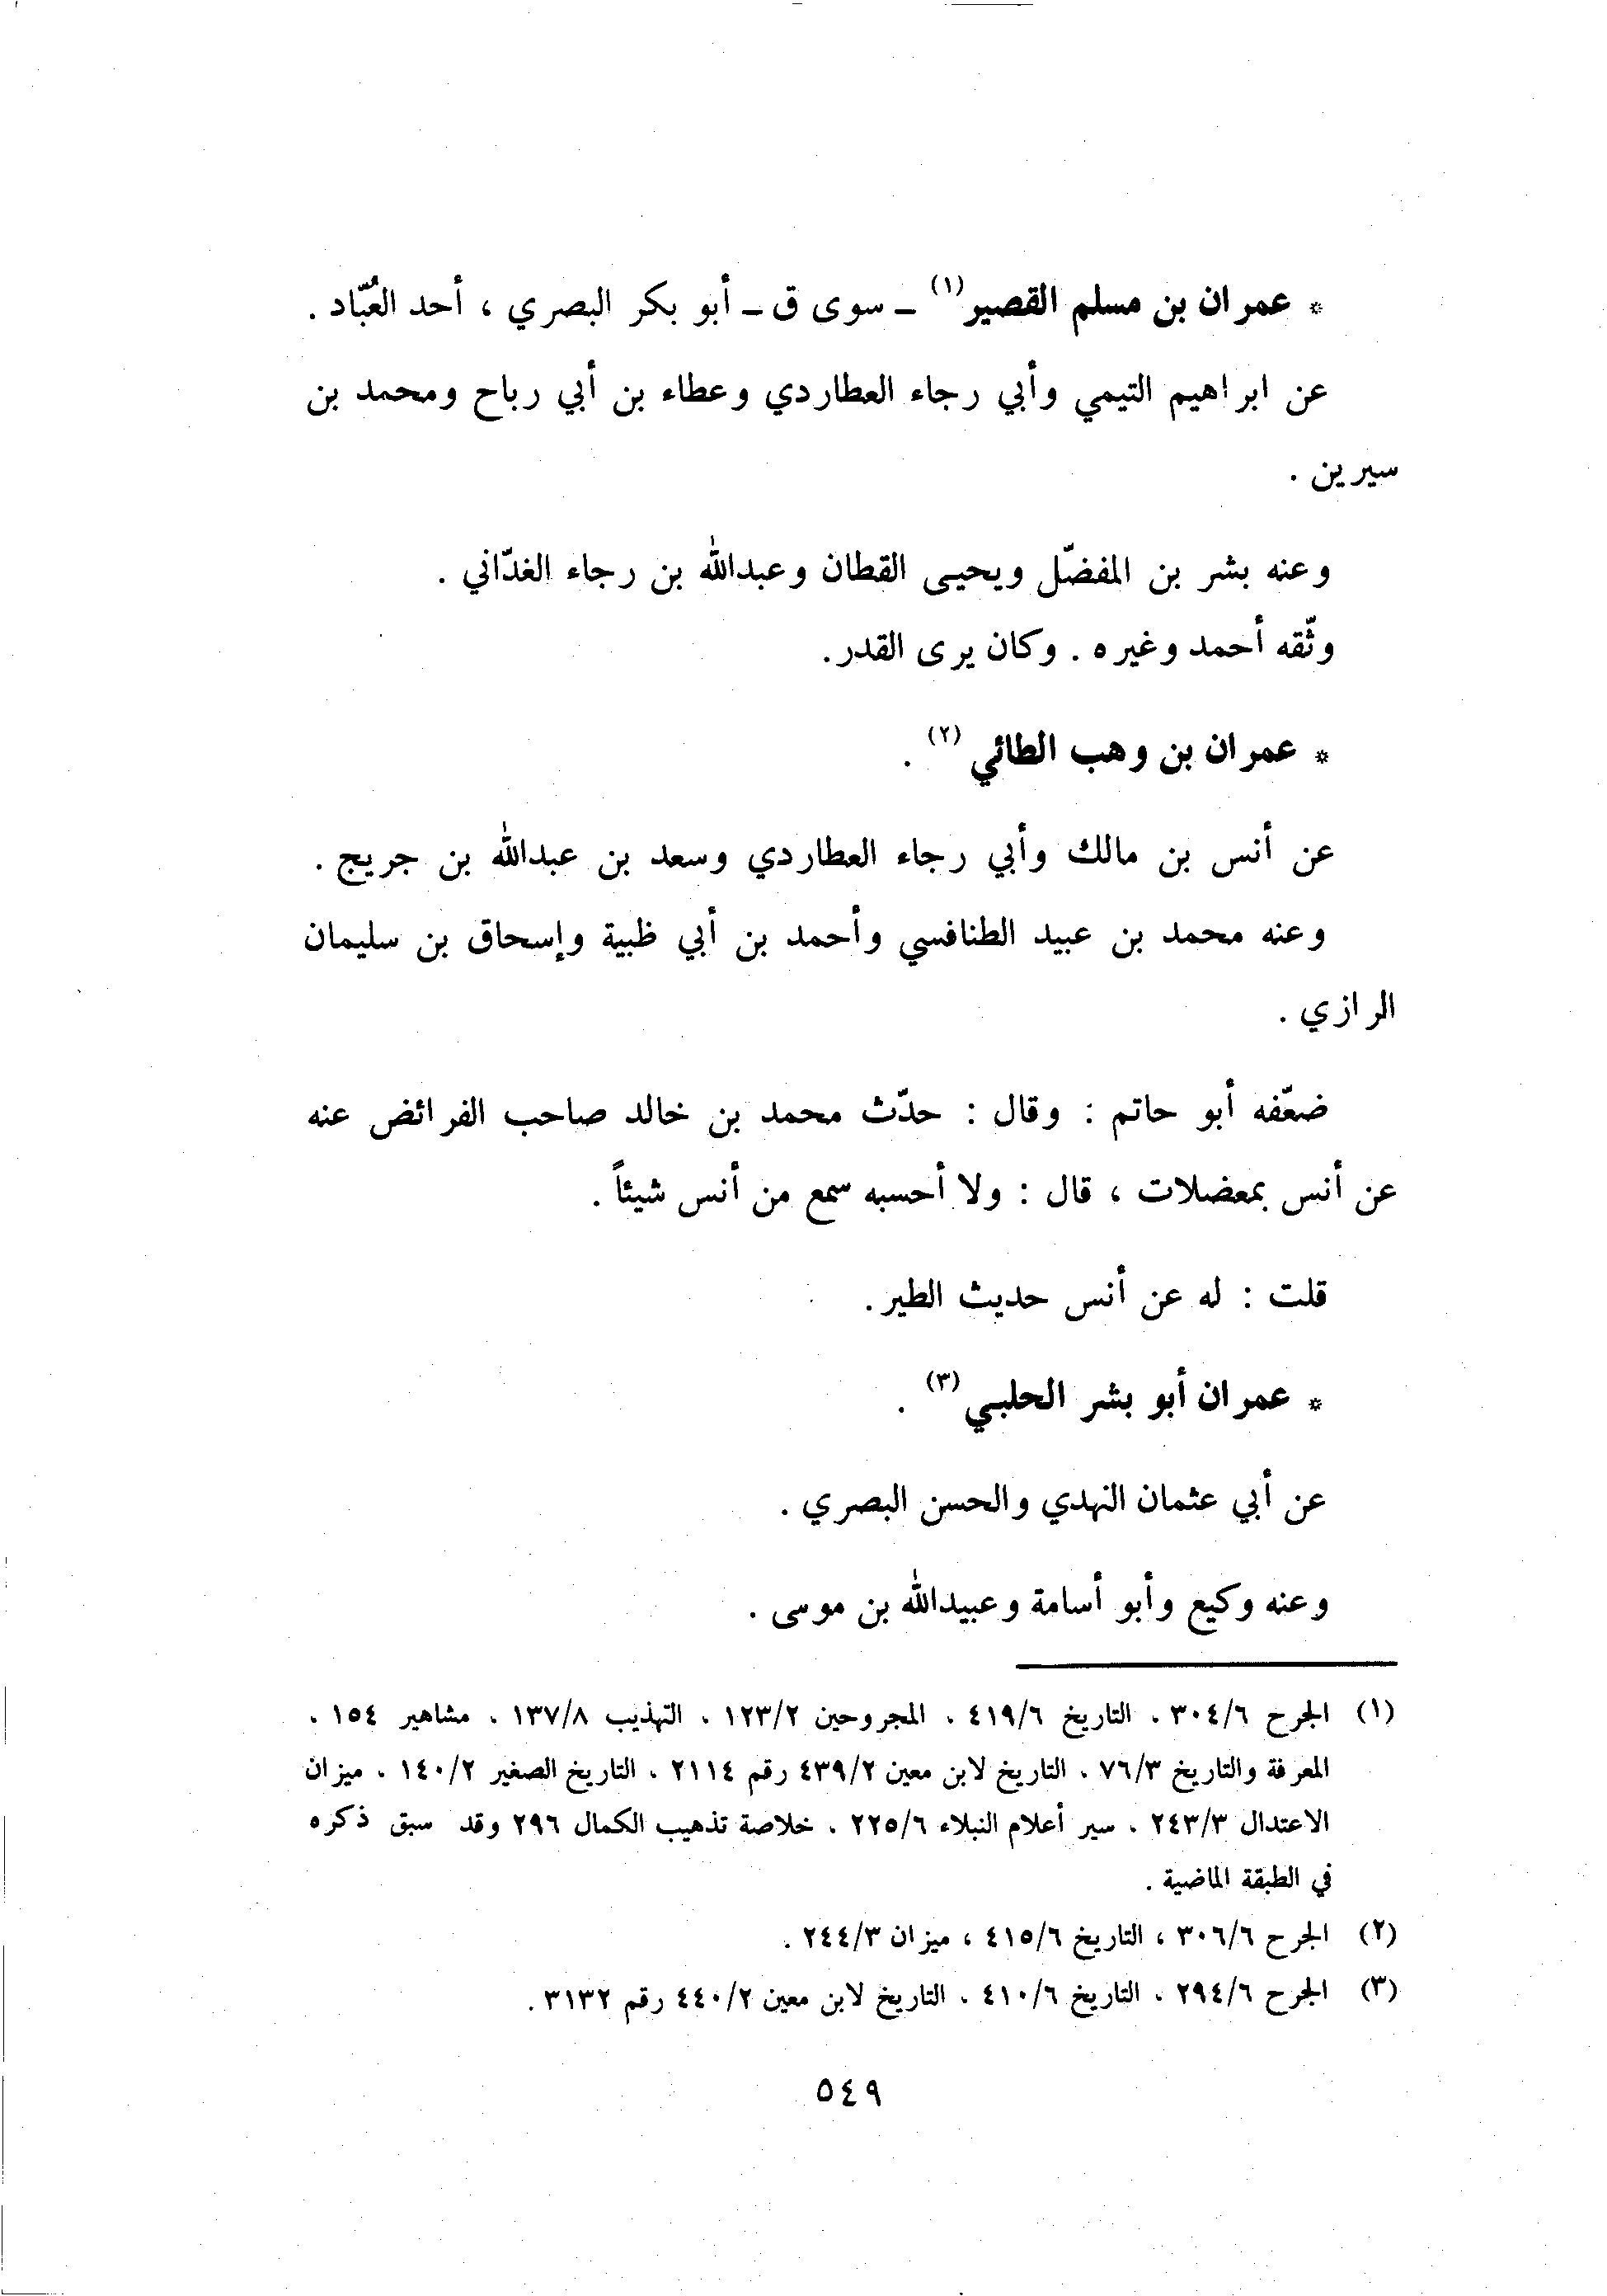 * عمران بن مسلم القصير(١) ـ سوى ق ـ أبو بكر البصري ، أحد العُبّاد .
عن ابراهيم التيمي وأبي رجاء العطاردي وعطاء بن أبي رباح ومحمد بن
سيرين .
وعنه بشر بن المفضّل ويحيى القطان وعبدالله بن رجاء الغدّاني .
وثّقه أحمد وغيره . وكان يرى القدر .
* عمران بن وهب الطائي (٢) .
عن أنس بن مالك وأبي رجاء العطاردي وسعد بن عبدالله بن جريج .
وعنه محمد بن عبيد الطنافسي وأحمد بن أبي ظبية وإسحاق بن سليمان
الرازي .
ضعّفه أبو حاتم : وقال : حدّث محمد بن خالد صاحب الفرائض عنه
عن أنس بمعضلات ، قال : ولا أحسبه سمع من أنس شيئاً .
قلت : له عن أنس حديث الطير .
* عمران أبو بشر الحلبي (٣) .
عن أبي عثمان النهدي والحسن البصري .
وعنه وكيع وأبو أسامة وعبيدالله بن موسى .
(١) الجرح ٣٠٤/٦ . التاريخ ٤١٩/٦ . المجروحين ١٢٣/٢ . التهذيب ١٣٧/٨ . مشاهير ١٥٤ .
المعرفة والتاريخ ٧٦/٣ . التاريخ لابن معين ٤٣٩/٢ رقم ٢١١٤ . التاريخ الصغير ١٤٠/٢ . ميزان
الاعتدال ٢٤٣/٣ . سير أعلام النبلاء ٢٢٥/٦ . خلاصة تذهيب الكمال ٢٩٦ وقد سبق ذكره
في الطبقة الماضية .
(٢) الجرح ٣٠٦/٦ ، التاريخ ٤١٥/٦ ، ميزان ٢٤٤/٣ .
(٣) الجرح ٢٩٤/٦ . التاريخ ٤١٠/٦ . التاريخ لابن معين ٤٤٠/٢ رقم ٣١٣٢ .
٥٤٩